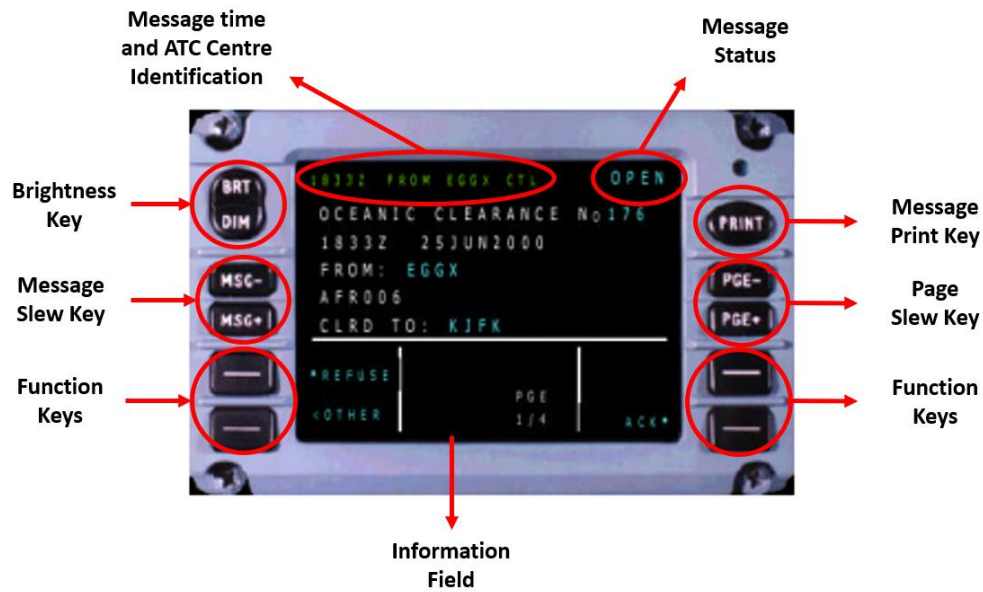 Message time
and ATC Centre
Identification
Message
Status
Brightness
Key
Message
Slew Key
Function
Keys
BRT
DIM
MSG-
MSG+
1833Z FROM EGGX CTL
OPEN
OCEANIC CLEARANCE No 176
1833Z 25JUN2000
FROM: EGGX
AFR006
CLRD TO: KJFK
*REFUSE
<OTHER
PGE
1/4
ACK*
PRINT
PGE-
PGE+
Message
Print Key
Page
Slew Key
Function
Keys
Information
Field